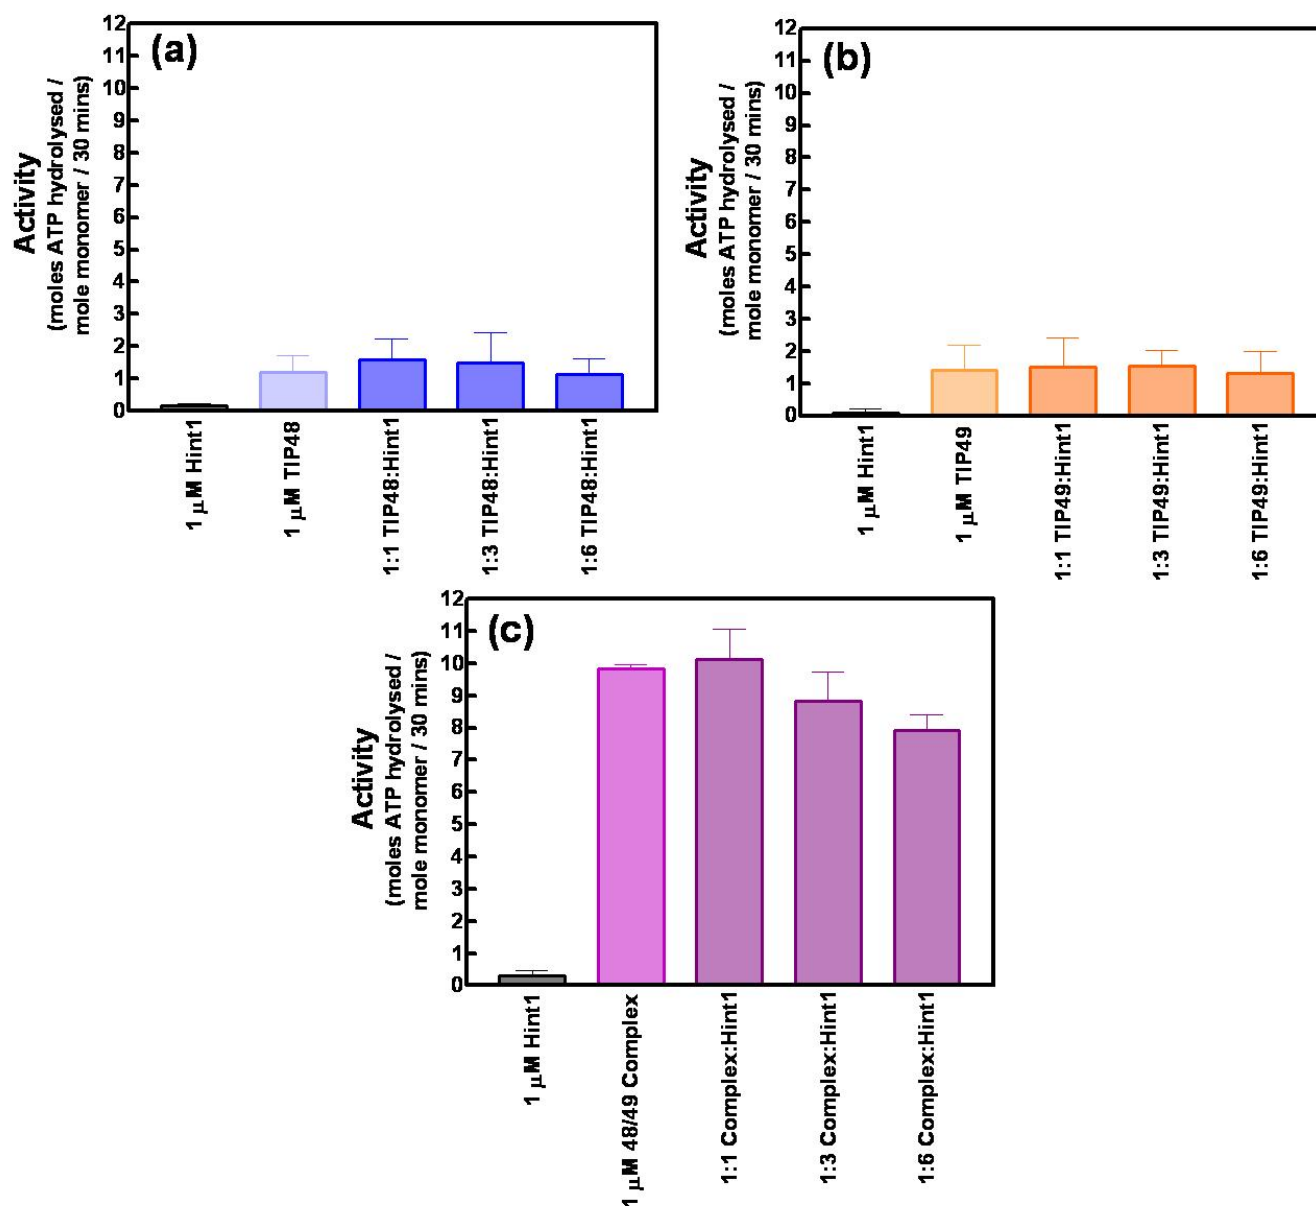 (a)
Activity
(moles ATP hydrolysed /
mole monomer / 30 mins)
12
11
10
9
8
7
6
5
4
3
2
1
0
1 μM Hint1
1 μM TIP48
1:1 TIP48:Hint1
1:3 TIP48:Hint1
1:6 TIP48:Hint1
(b)
Activity
(moles ATP hydrolysed /
mole monomer / 30 mins)
12
11
10
9
8
7
6
5
4
3
2
1
0
1 μM Hint1
1 μM TIP49
1:1 TIP49:Hint1
1:3 TIP49:Hint1
1:6 TIP49:Hint1
(c)
Activity
(moles ATP hydrolysed /
mole monomer / 30 mins)
12
11
10
9
8
7
6
5
4
3
2
1
0
1 μM Hint1
1 μM 48/49 Complex
1:1 Complex:Hint1
1:3 Complex:Hint1
1:6 Complex:Hint1